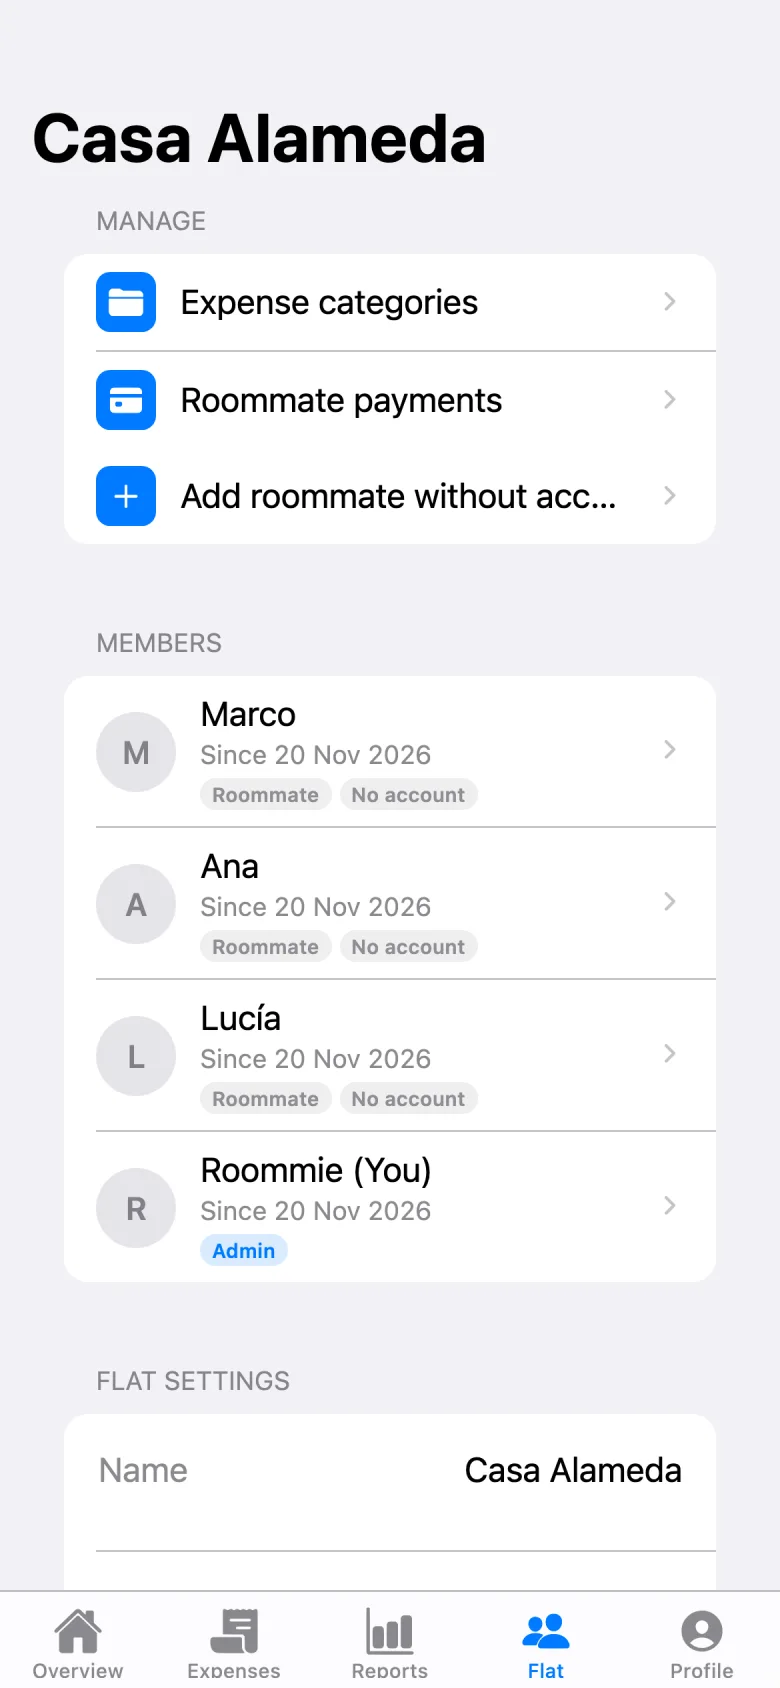 Casa Alameda
MANAGE
Expense categories
Roommate payments
Add roommate without acc...
MEMBERS
M
Marco
Since 20 Nov 2026
Roommate No account
A
Ana
Since 20 Nov 2026
Roommate No account
L
Lucía
Since 20 Nov 2026
Roommate No account
R
Roommie (You)
Since 20 Nov 2026
Admin
FLAT SETTINGS
Name Casa Alameda
Overview Expenses Reports Flat Profile